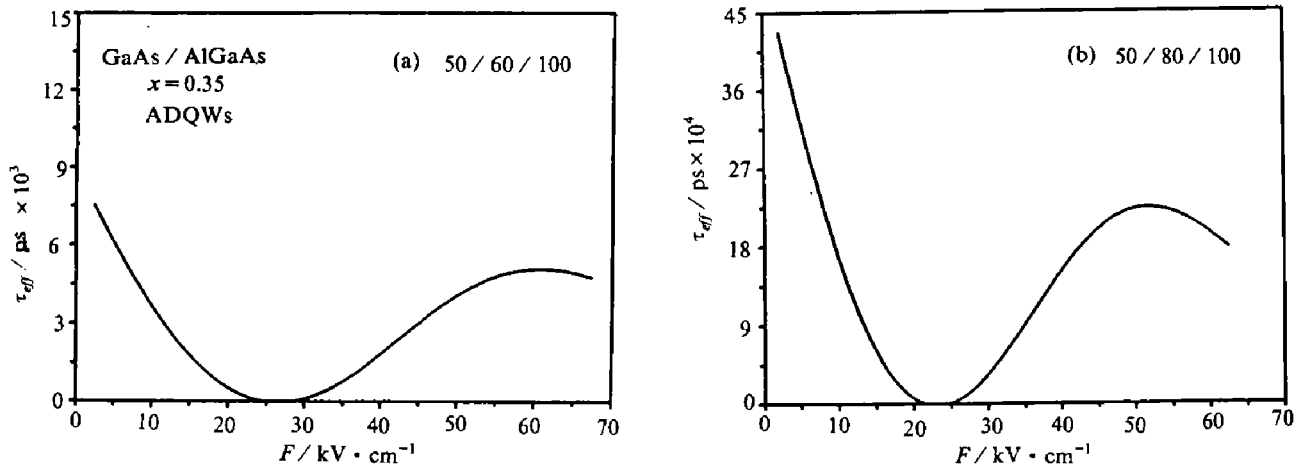 15
12
9
6
3
0
τeff / ps × 10³
GaAs / AlGaAs
x = 0.35
ADQWs
(a) 50 / 60 / 100
0 10 20 30 40 50 60 70
F / kV · cm⁻¹
45
36
27
18
9
0
τeff / ps × 10⁴
(b) 50 / 80 / 100
0 10 20 30 40 50 60 70
F / kV · cm⁻¹